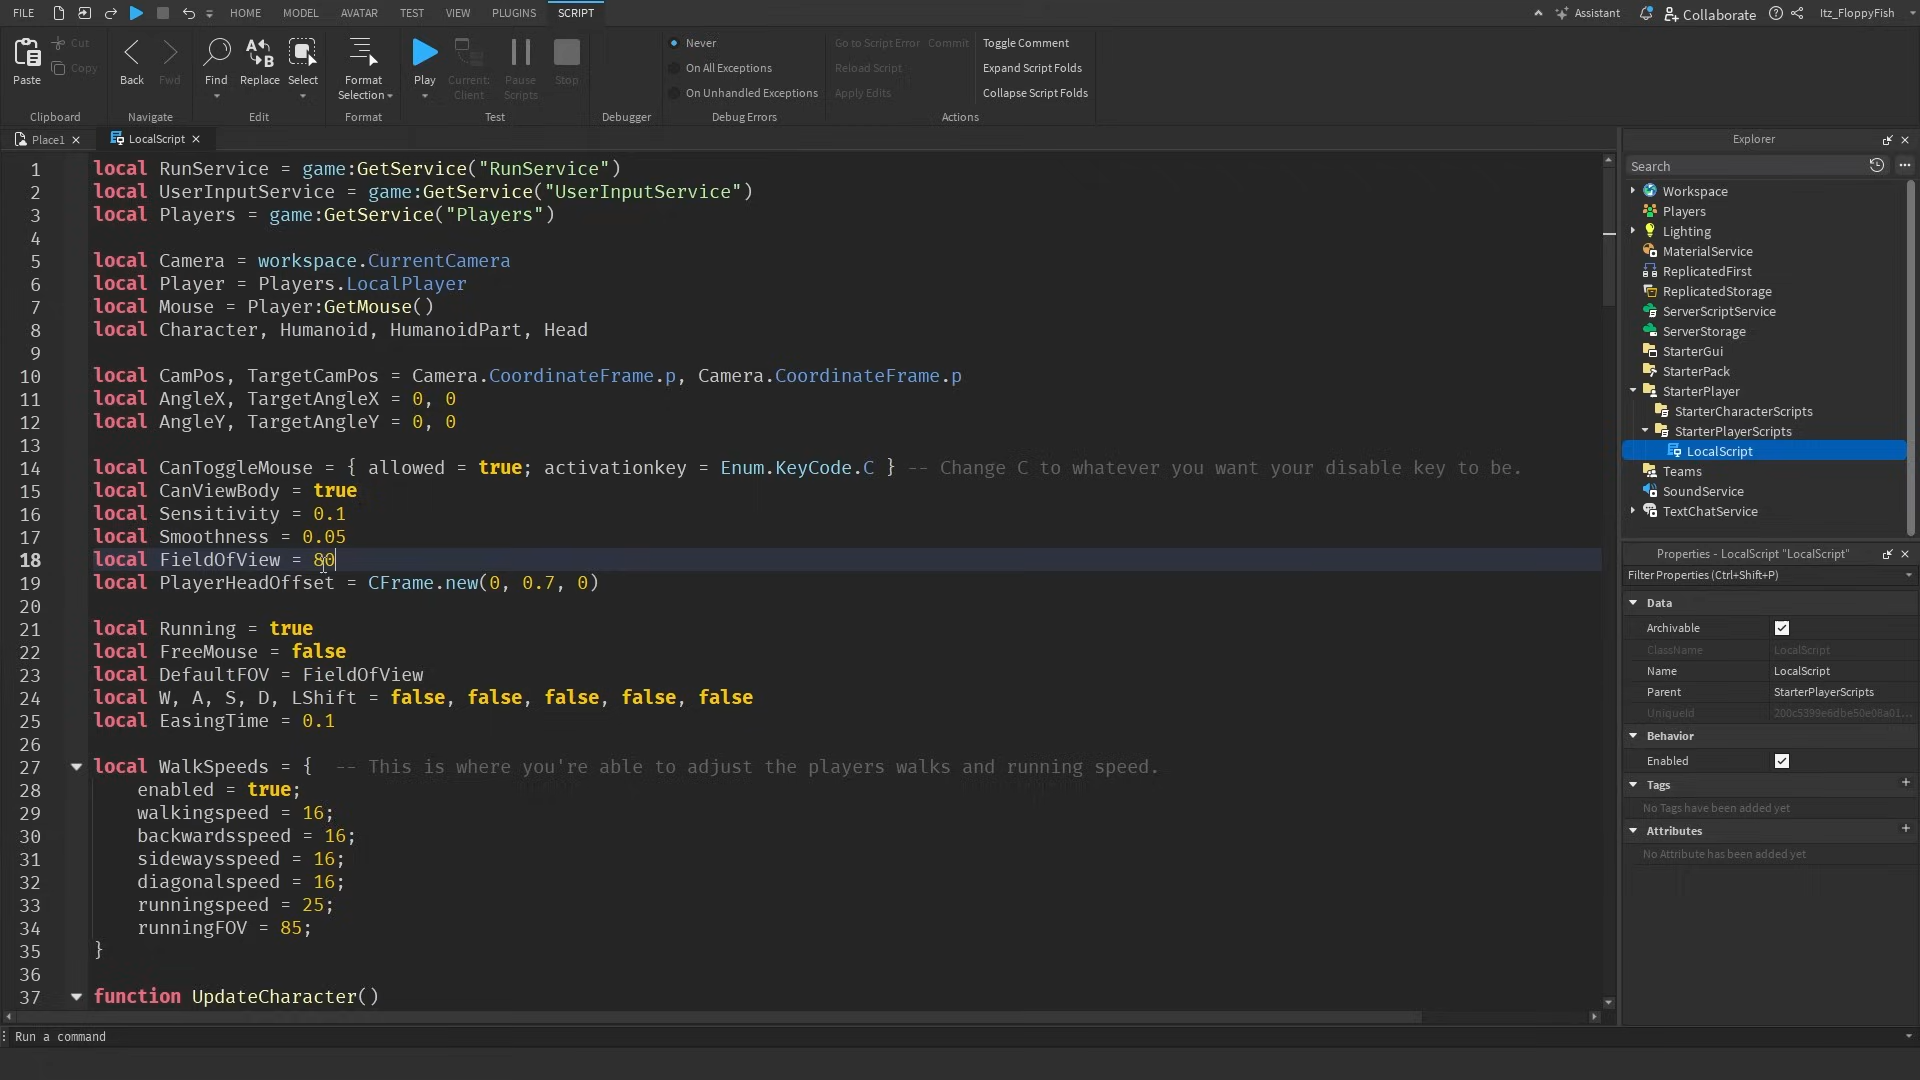 FILE HOME MODEL AVATAR TEST VIEW PLUGINS SCRIPT Assistant Collaborate Itz_FloppyFish
Paste Cut Copy
Clipboard
Back Fwd
Navigate
Find Replace Select
Edit
Format Selection
Format
Play Current: Client Pause Scripts Stop
Test
Debugger
Never
On All Exceptions
On Unhandled Exceptions
Debug Errors
Go to Script Error Commit
Reload Script
Apply Edits
Toggle Comment
Expand Script Folds
Collapse Script Folds
Actions
Place1 LocalScript
1 local RunService = game:GetService("RunService")
2 local UserInputService = game:GetService("UserInputService")
3 local Players = game:GetService("Players")
4
5 local Camera = workspace.CurrentCamera
6 local Player = Players.LocalPlayer
7 local Mouse = Player:GetMouse()
8 local Character, Humanoid, HumanoidPart, Head
9
10 local CamPos, TargetCamPos = Camera.CoordinateFrame.p, Camera.CoordinateFrame.p
11 local AngleX, TargetAngleX = 0, 0
12 local AngleY, TargetAngleY = 0, 0
13
14 local CanToggleMouse = { allowed = true; activationkey = Enum.KeyCode.C } -- Change C to whatever you want your disable key to be.
15 local CanViewBody = true
16 local Sensitivity = 0.1
17 local Smoothness = 0.05
18 local FieldOfView = 80
19 local PlayerHeadOffset = CFrame.new(0, 0.7, 0)
20
21 local Running = true
22 local FreeMouse = false
23 local DefaultFOV = FieldOfView
24 local W, A, S, D, LShift = false, false, false, false, false
25 local EasingTime = 0.1
26
27 local WalkSpeeds = { -- This is where you're able to adjust the players walks and running speed.
28 enabled = true;
29 walkingspeed = 16;
30 backwardsspeed = 16;
31 sidewaysspeed = 16;
32 diagonalspeed = 16;
33 runningspeed = 25;
34 runningFOV = 85;
35 }
36
37 function UpdateCharacter()
Run a command
Explorer
Search
Workspace
Players
Lighting
MaterialService
ReplicatedFirst
ReplicatedStorage
ServerScriptService
ServerStorage
StarterGui
StarterPack
StarterPlayer
StarterCharacterScripts
StarterPlayerScripts
LocalScript
Teams
SoundService
TextChatService
Properties - LocalScript "LocalScript"
Filter Properties (Ctrl+Shift+P)
Data
Archivable
ClassName LocalScript
Name LocalScript
Parent StarterPlayerScripts
UniqueId
Behavior
Enabled
Tags
No Tags have been added yet
Attributes
No Attribute has been added yet